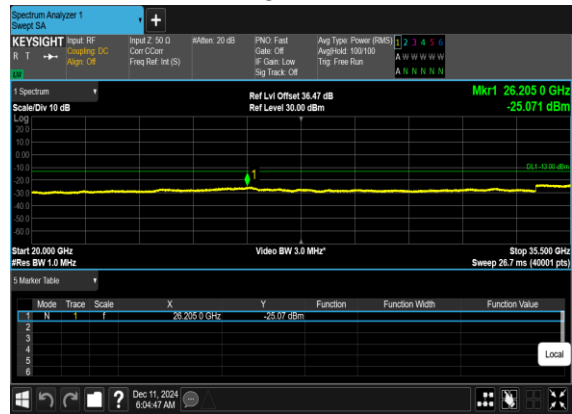 Spectrum Analyzer 1
Swept SA
+
KEYSIGHT Input: RF Input Z: 50 Ω #Atten: 20 dB PNO: Fast Avg Type: Power (RMS) 1 2 3 4 5 6
R T Coupling: DC Corr CCorr Gate: Off Avg|Hold: 100/100 A W W W W W
Align: Off Freq Ref: Int (S) IF Gain: Low Trig: Free Run
LW Sig Track: Off A N N N N N
1 Spectrum Ref Lvl Offset 36.47 dB Mkr1 26.205 0 GHz
Scale/Div 10 dB Ref Level 30.00 dBm -25.071 dBm
Log
20.0
10.0
0.00
-10.0 DL1 -13.00 dBm
-20.0 1
-30.0
-40.0
-50.0
-60.0
Start 20.000 GHz Video BW 3.0 MHz* Stop 35.500 GHz
#Res BW 1.0 MHz Sweep 26.7 ms (40001 pts)
5 Marker Table
Mode Trace Scale X Y Function Function Width Function Value
1 N 1 f 26.205 0 GHz -25.07 dBm
2
3
4
5
6
Local
? Dec 11, 2024
6:04:47 AM